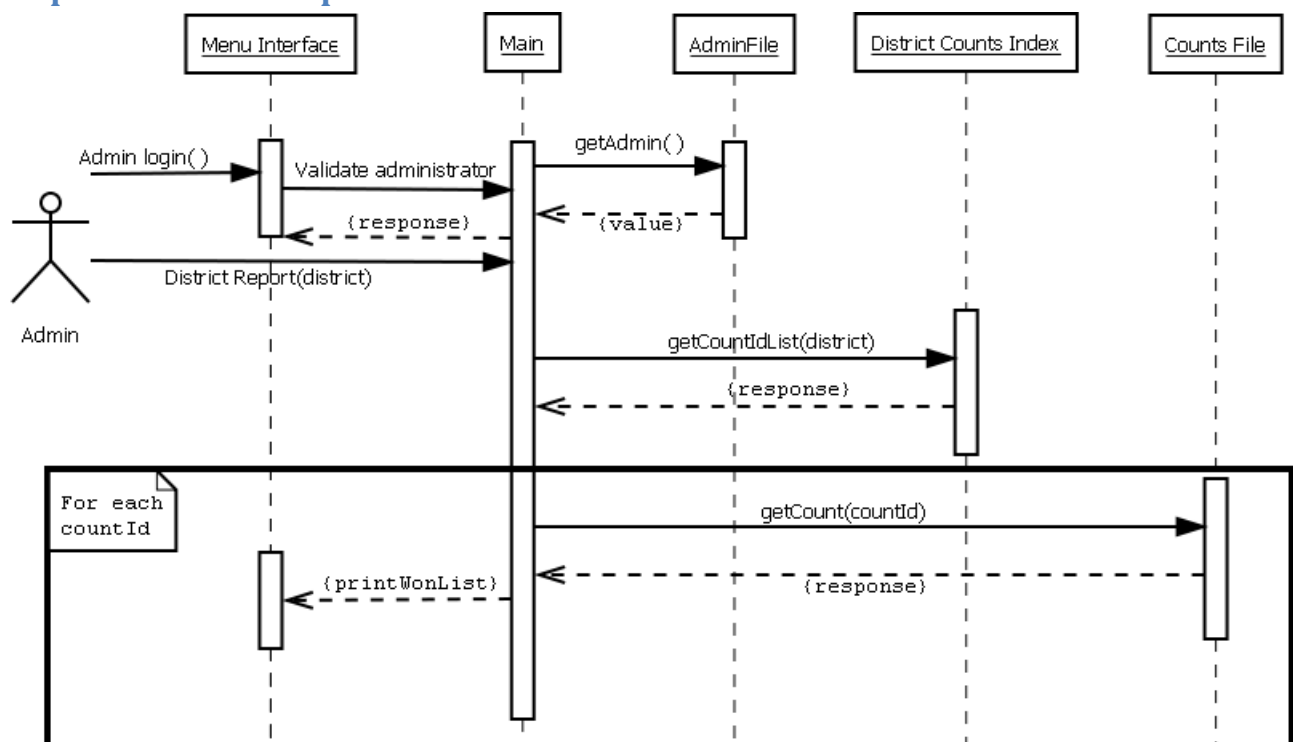 Menu Interface
Main
AdminFile
District Counts Index
Counts File
Admin login()
Validate administrator
getAdmin()
{value}
{response}
District Report(district)
Admin
getCountIdList(district)
{response}
For each
countId
getCount(countId)
{response}
{printWonList}